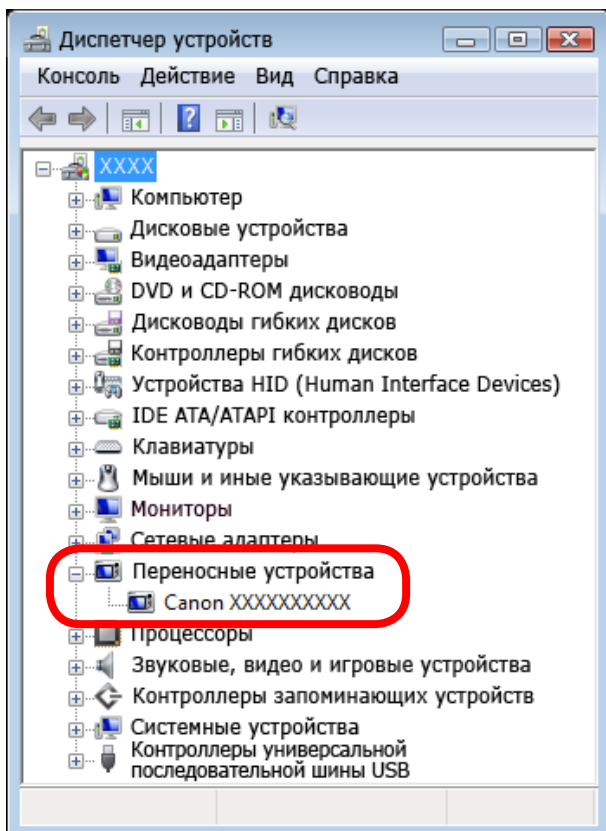 Диспетчер устройств
Консоль Действие Вид Справка
XXXX
Компьютер
Дисковые устройства
Видеоадаптеры
DVD и CD-ROM дисководы
Дисководы гибких дисков
Контроллеры гибких дисков
Устройства HID (Human Interface Devices)
IDE ATA/ATAPI контроллеры
Клавиатуры
Мыши и иные указывающие устройства
Мониторы
Сетевые адаптеры
Переносные устройства
Canon XXXXXXXXXX
Процессоры
Звуковые, видео и игровые устройства
Контроллеры запоминающих устройств
Системные устройства
Контроллеры универсальной
последовательной шины USB